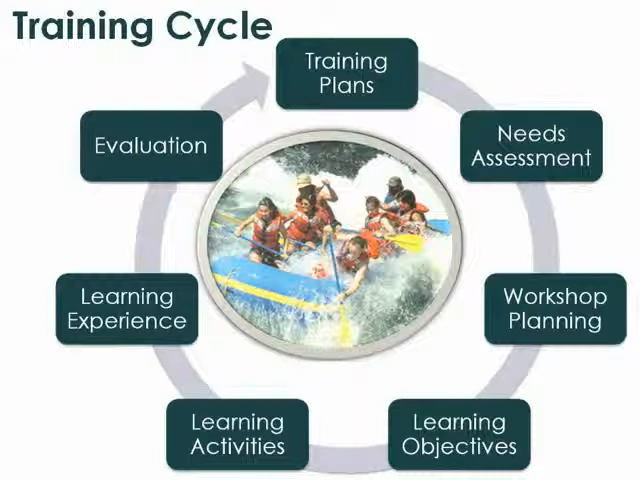 Training Cycle
Training
Plans
Needs
Assessment
Workshop
Planning
Learning
Objectives
Learning
Activities
Learning
Experience
Evaluation